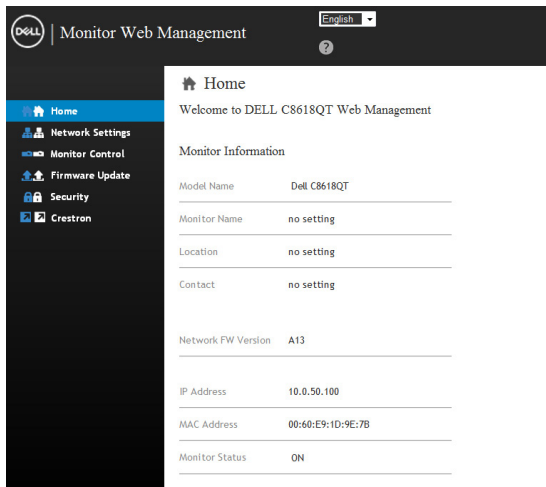 DELL
Monitor Web Management
English
?
Home
Network Settings
Monitor Control
Firmware Update
Security
Crestron
Home
Welcome to DELL C8618QT Web Management
Monitor Information
Model Name Dell C8618QT
Monitor Name no setting
Location no setting
Contact no setting
Network FW Version A13
IP Address 10.0.50.100
MAC Address 00:60:E9:1D:9E:7B
Monitor Status ON